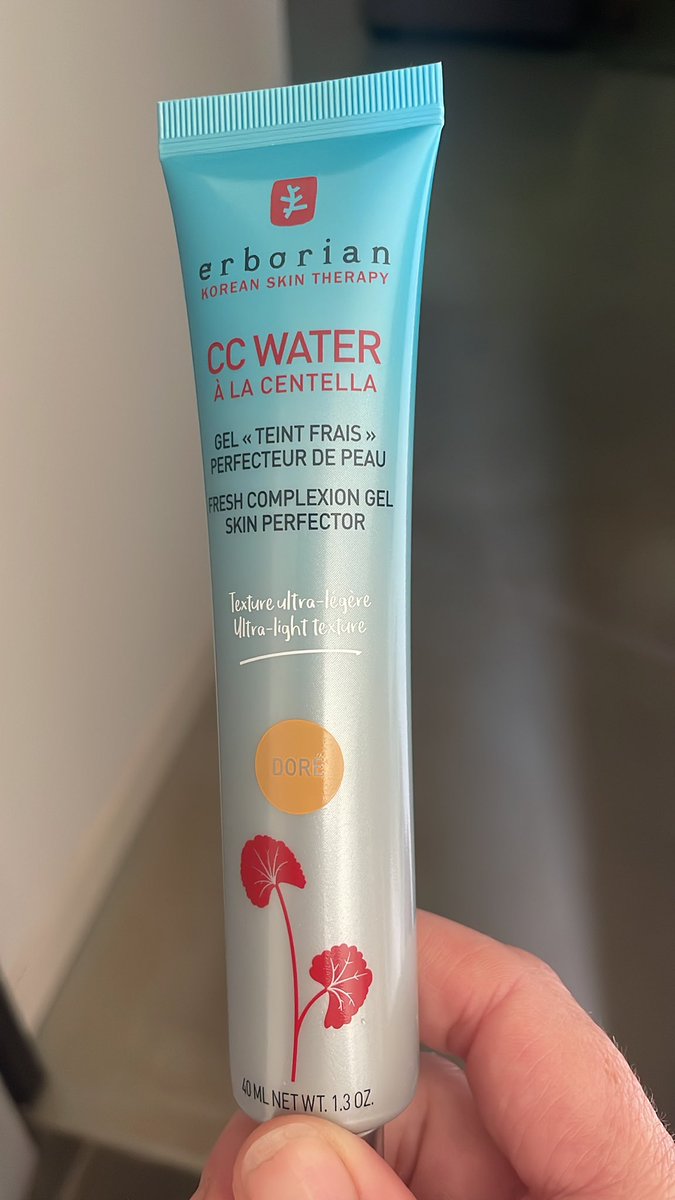 erborian
KOREAN SKIN THERAPY
CC WATER
À LA CENTELLA
GEL « TEINT FRAIS »
PERFECTEUR DE PEAU
FRESH COMPLEXION GEL
SKIN PERFECTOR
Texture ultra-légère
Ultra-light texture
DORÉ
40 ML NET WT. 1.3 OZ.